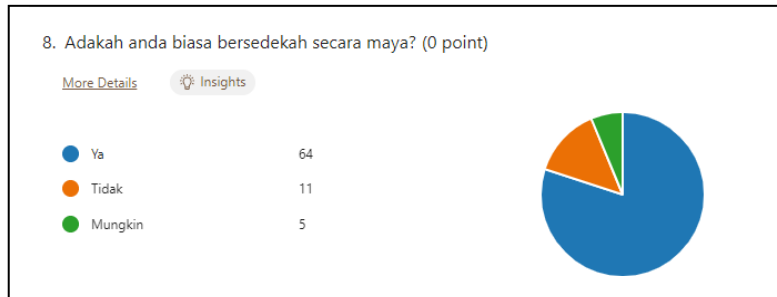 8. Adakah anda biasa bersedekah secara maya? (0 point)
More Details Insights
Ya 64
Tidak 11
Mungkin 5